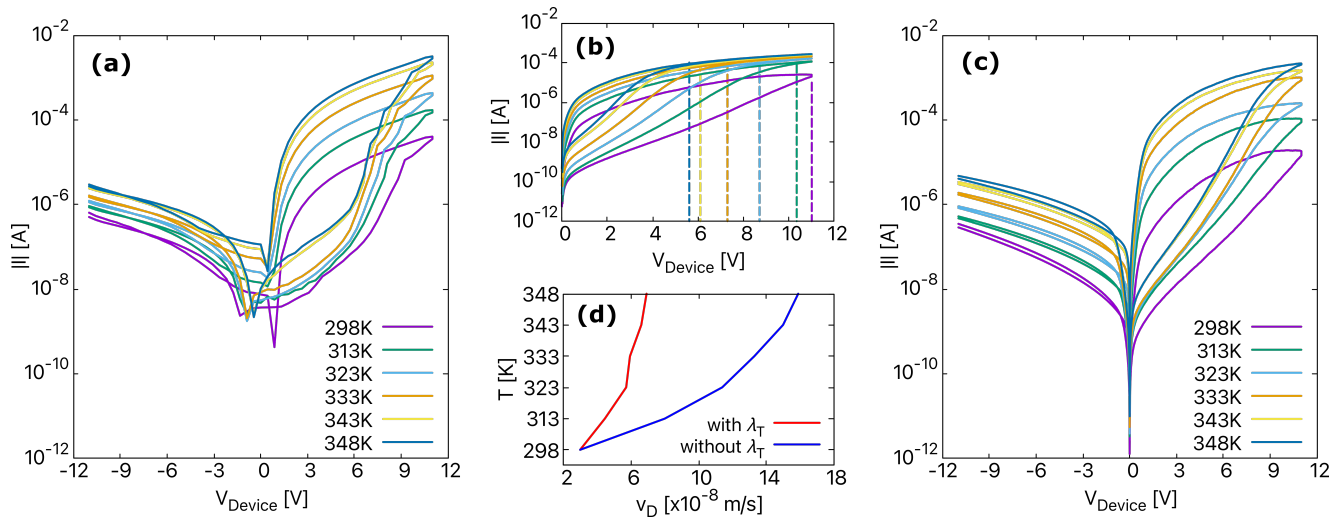 (a)
10⁻²
10⁻⁴
10⁻⁶
10⁻⁸
10⁻¹⁰
10⁻¹²
|I| [A]
298K
313K
323K
333K
343K
348K
-12 -9 -6 -3 0 3 6 9 12
V_Device [V]
(b)
10⁻²
10⁻⁴
10⁻⁶
10⁻⁸
10⁻¹⁰
10⁻¹²
|I| [A]
0 2 4 6 8 10 12
V_Device [V]
(d)
348
343
333
323
313
298
T [K]
with λ_T
without λ_T
2 6 10 14 18
v_D [x10⁻⁸ m/s]
(c)
10⁻²
10⁻⁴
10⁻⁶
10⁻⁸
10⁻¹⁰
10⁻¹²
|I| [A]
298K
313K
323K
333K
343K
348K
-12 -9 -6 -3 0 3 6 9 12
V_Device [V]